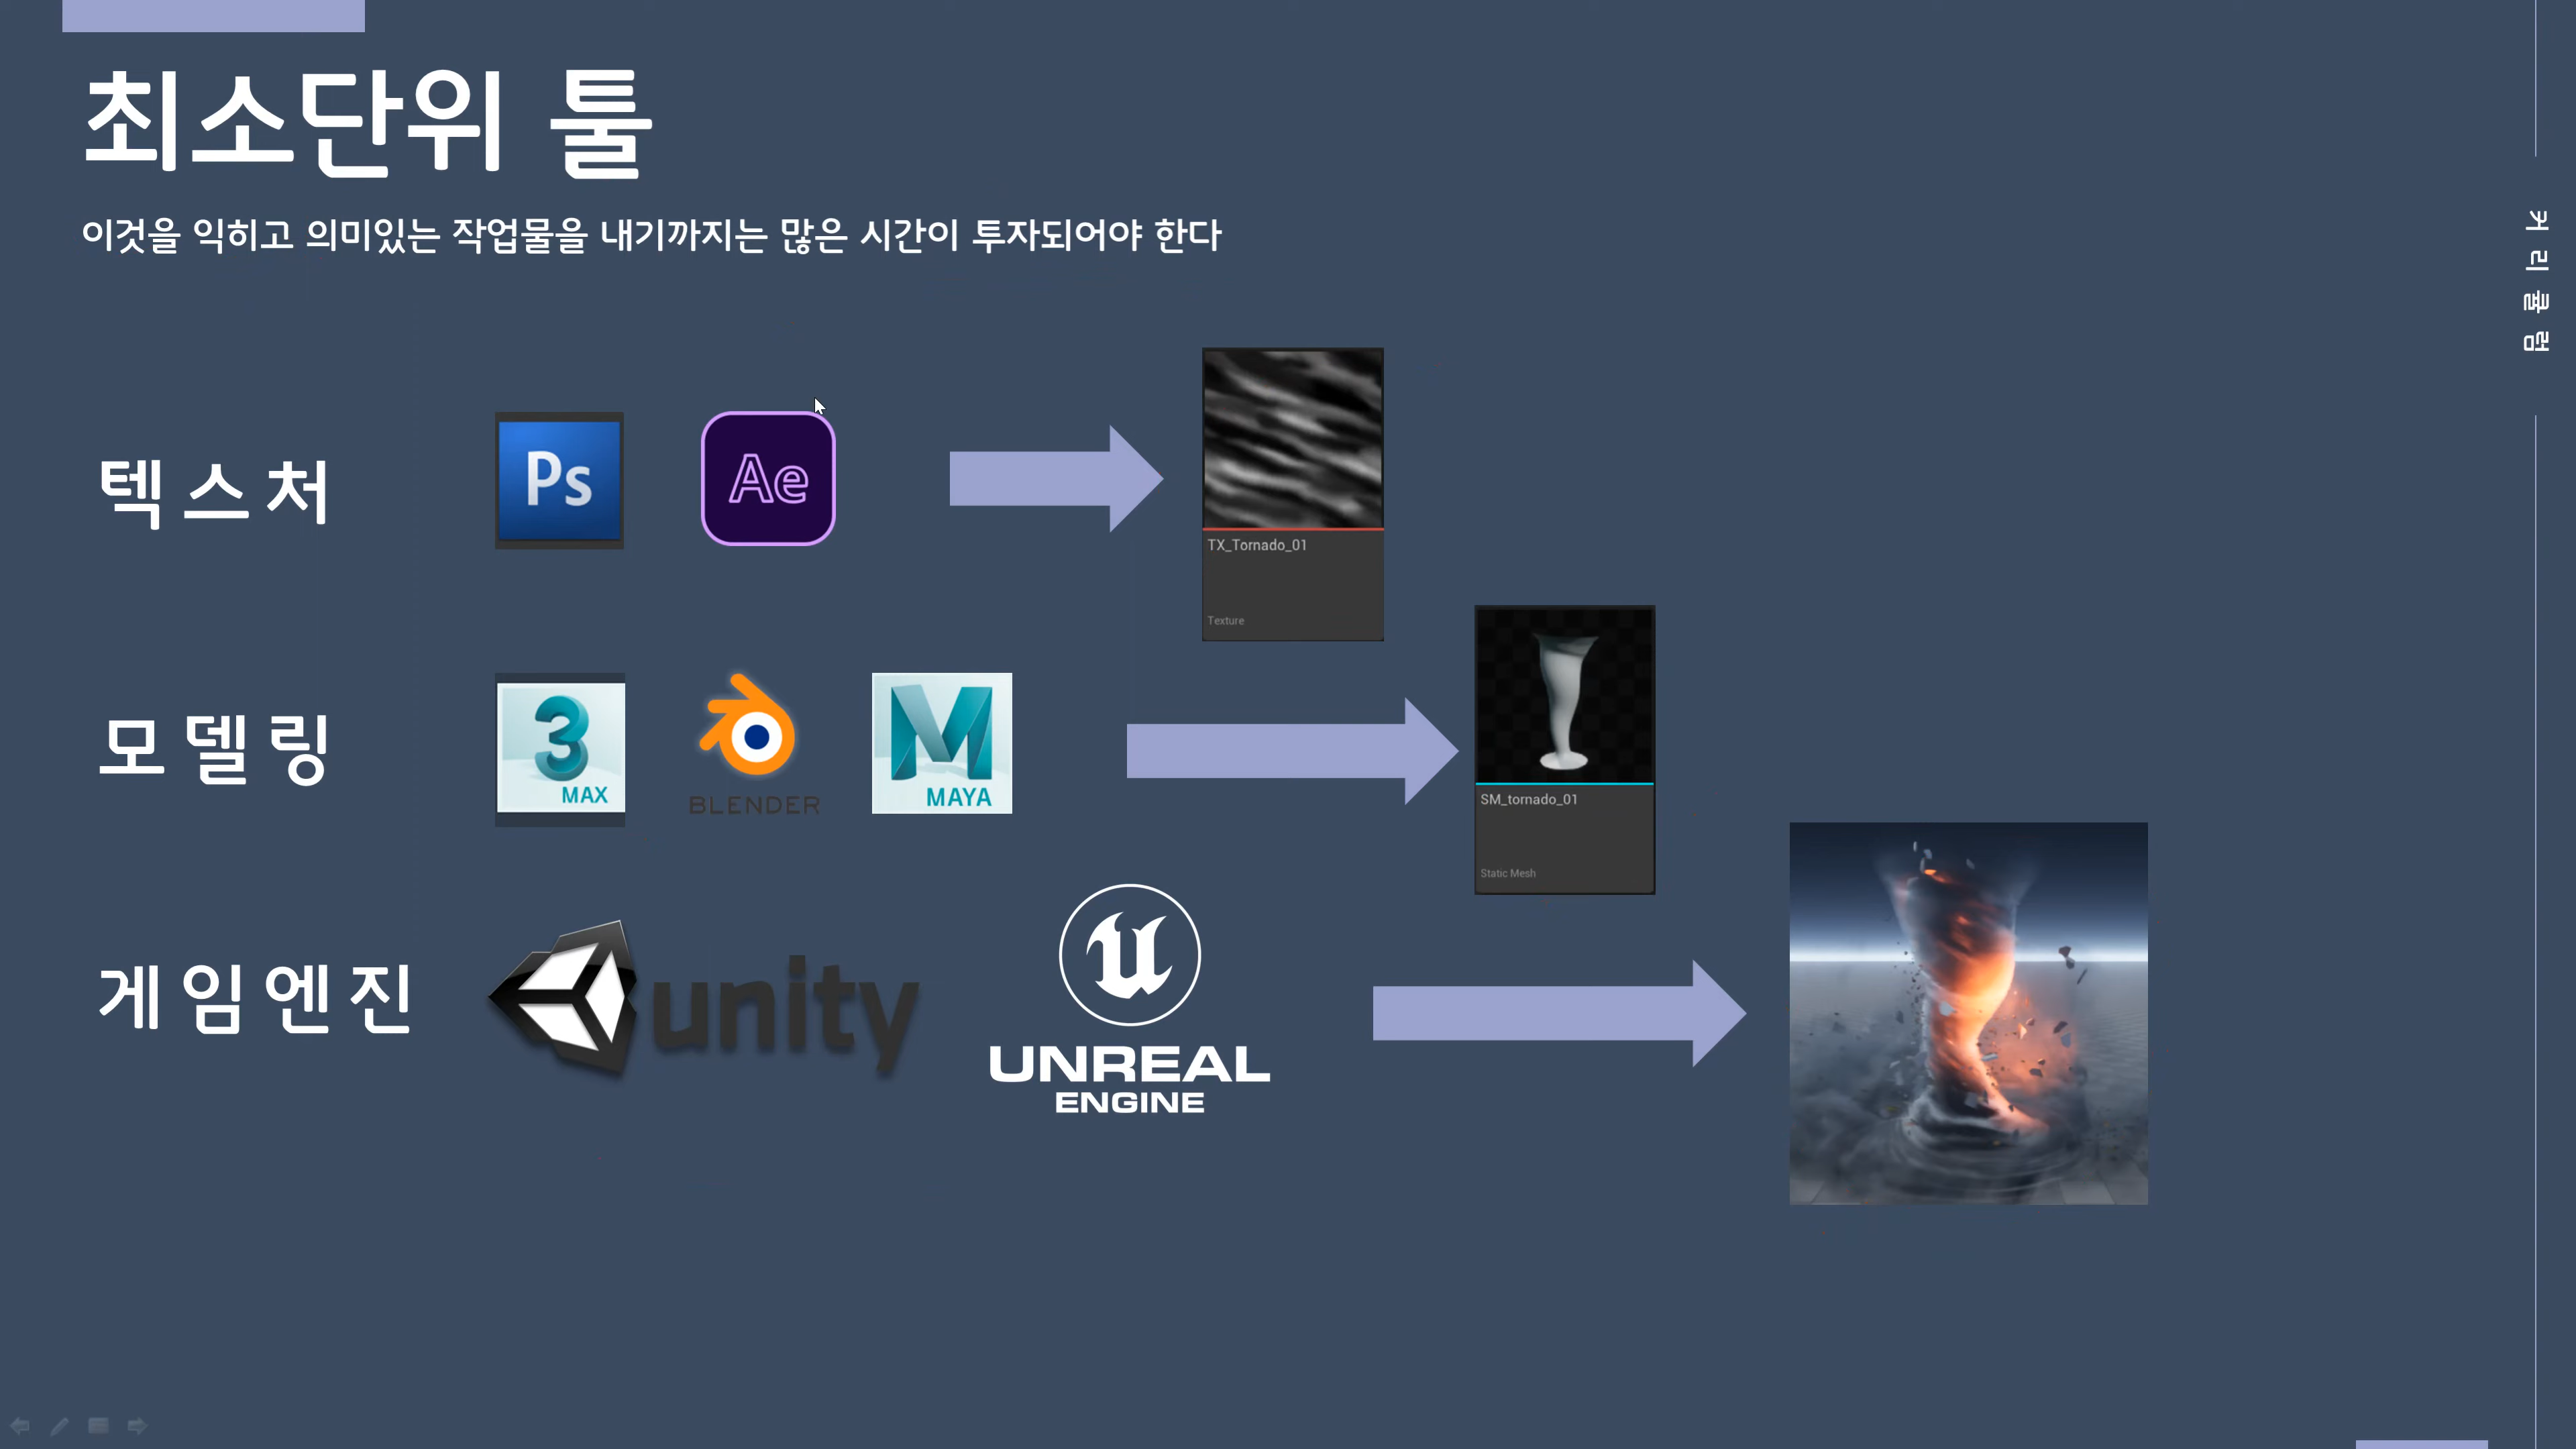 최소단위 툴
이것을 익히고 의미있는 작업물을 내기까지는 많은 시간이 투자되어야 한다
커리큘럼
텍스처
Ps
Ae
TX_Tornado_01
Texture
모델링
3
MAX
BLENDER
M
MAYA
SM_tornado_01
Static Mesh
게임엔진
unity
UNREAL
ENGINE